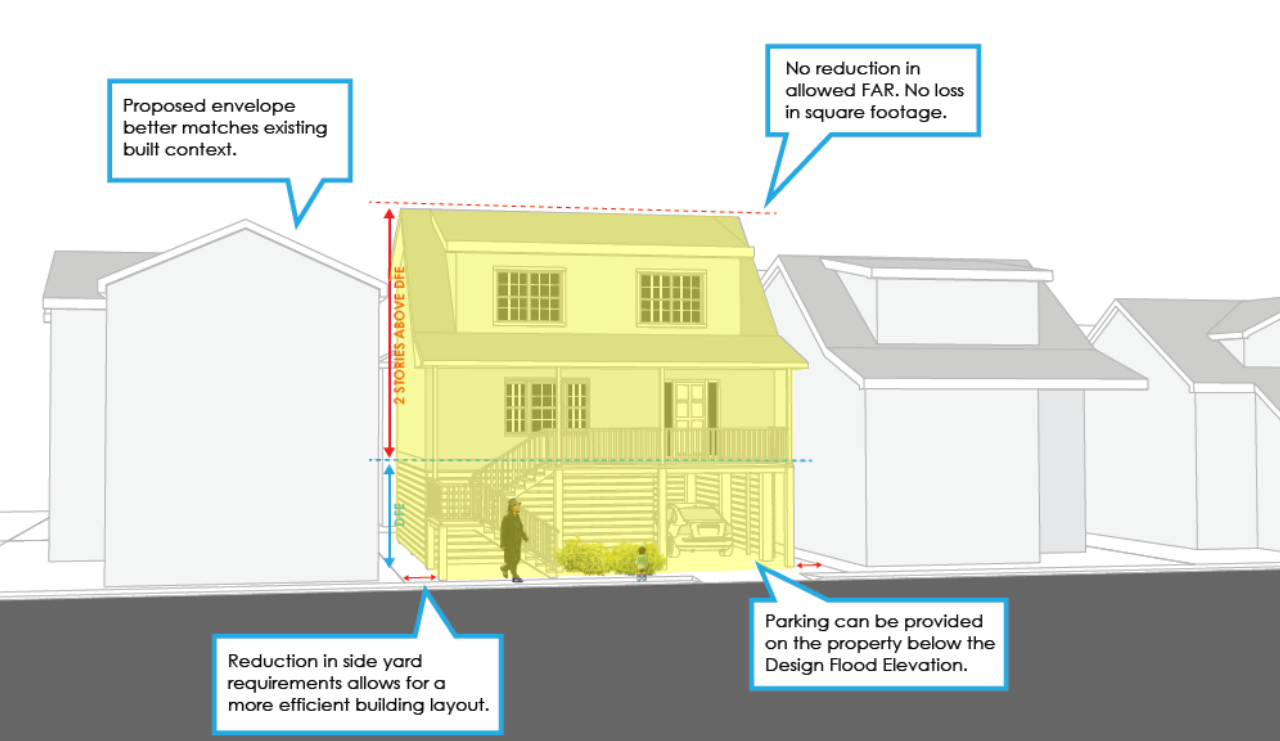 No reduction in
allowed FAR. No loss
in square footage.
Proposed envelope
better matches existing
built context.
2 STORIES ABOVE DFE
DFE
Parking can be provided
on the property below the
Design Flood Elevation.
Reduction in side yard
requirements allows for a
more efficient building layout.